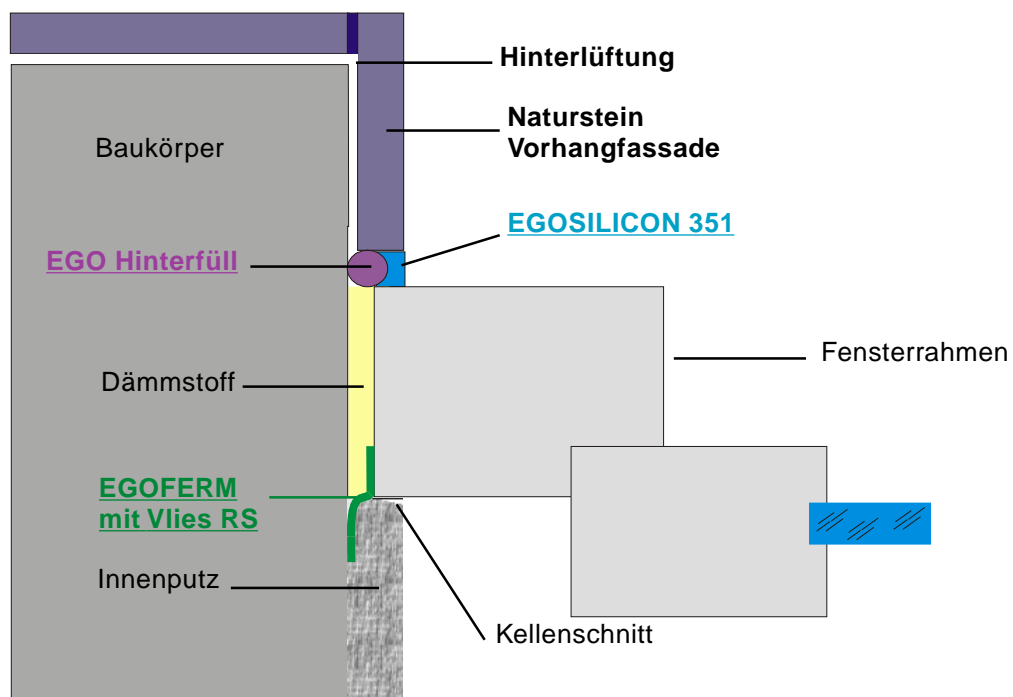 Hinterlüftung
Naturstein
Vorhangfassade
Baukörper
EGOSILICON 351
EGO Hinterfüll
Fensterrahmen
Dämmstoff
EGOFERM
mit Vlies RS
Innenputz
Kellenschnitt